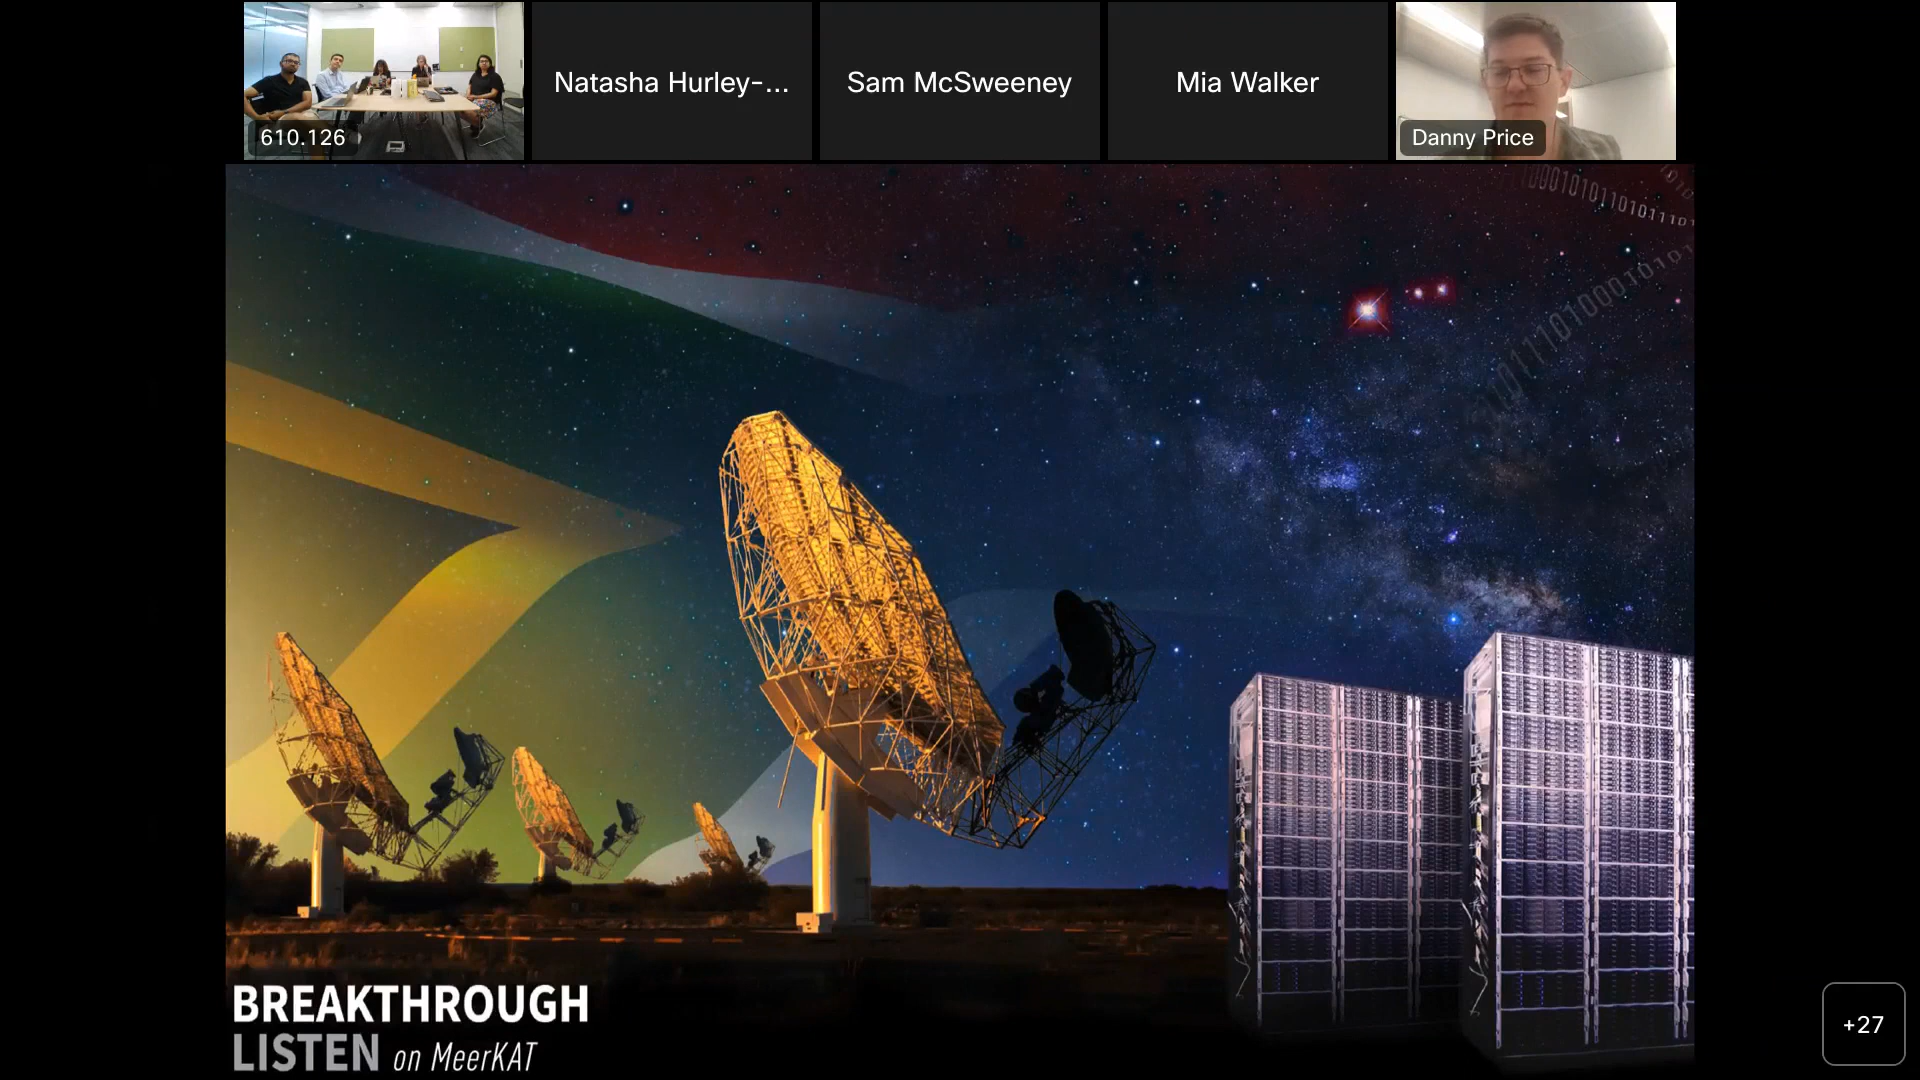 610.126
Natasha Hurley-...
Sam McSweeney
Mia Walker
Danny Price
BREAKTHROUGH
LISTEN on MeerKAT
+27